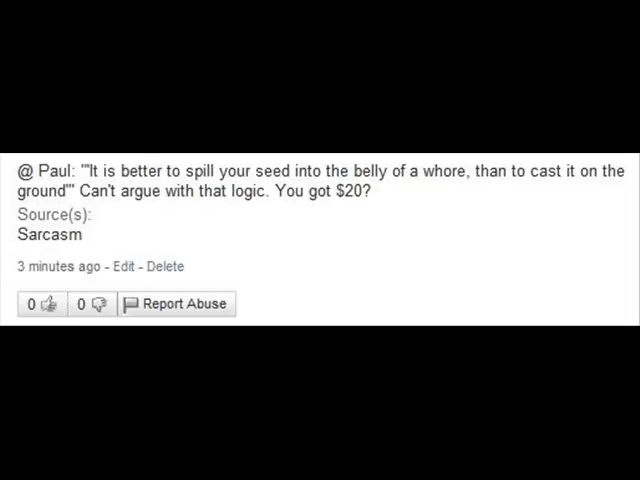 @ Paul: "'It is better to spill your seed into the belly of a whore, than to cast it on the
ground'" Can't argue with that logic. You got $20?
Source(s):
Sarcasm
3 minutes ago - Edit - Delete
0 0 Report Abuse